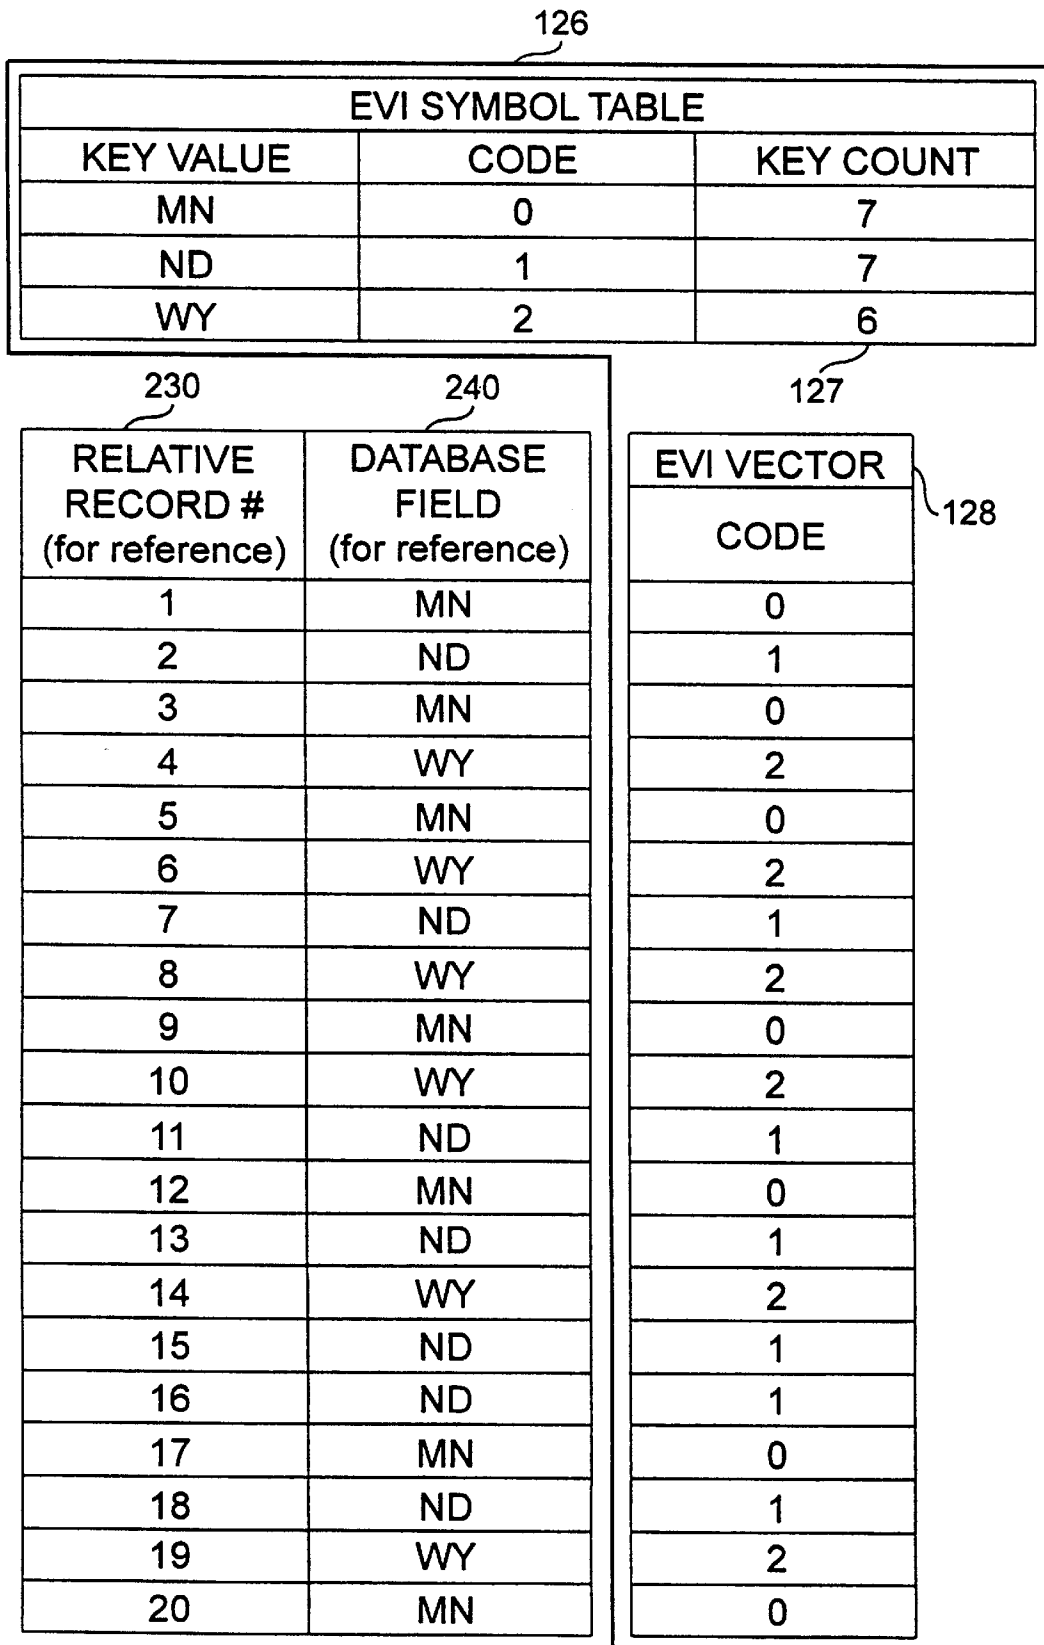 126
EVI SYMBOL TABLE
KEY VALUE CODE KEY COUNT
MN 0 7
ND 1 7
WY 2 6
230 240 127
RELATIVE RECORD # (for reference) DATABASE FIELD (for reference) EVI VECTOR CODE 128
1 MN 0
2 ND 1
3 MN 0
4 WY 2
5 MN 0
6 WY 2
7 ND 1
8 WY 2
9 MN 0
10 WY 2
11 ND 1
12 MN 0
13 ND 1
14 WY 2
15 ND 1
16 ND 1
17 MN 0
18 ND 1
19 WY 2
20 MN 0